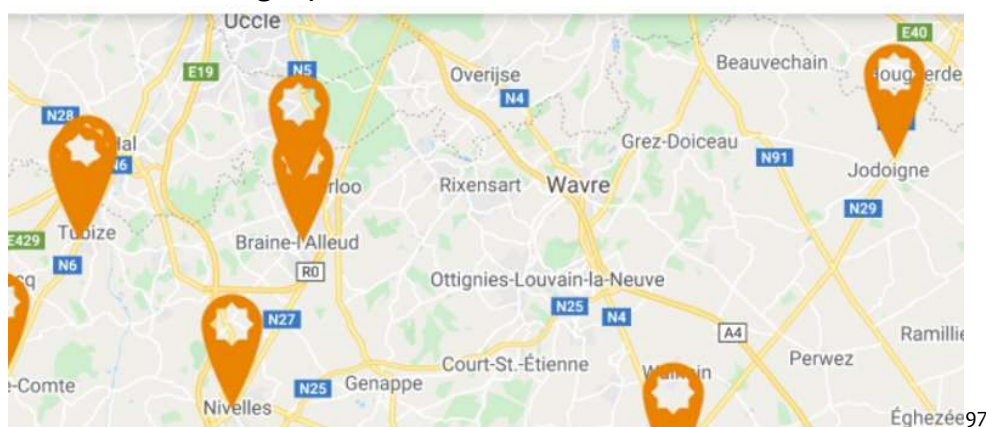 Uccle
E40
Beauvechain
E19
N5
Overijse
N4
N28
N6
Grez-Doiceau
N91
Jodoigne
Rixensart
Wavre
N29
E429
Tubize
Braine-l'Alleud
N6
R0
Ottignies-Louvain-la-Neuve
N25
N4
N27
A4
Ramillie
Court-St.-Étienne
Perwez
e-Comte
N25
Genappe
Nivelles
Éghezée97